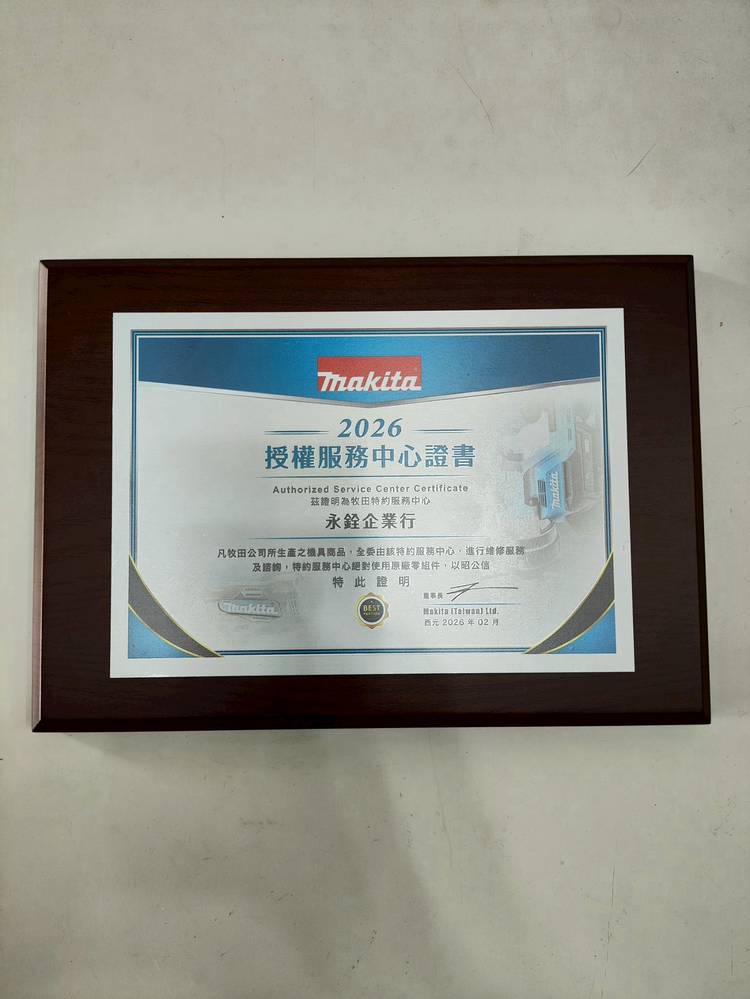 makita
2026
授權服務中心證書
Authorized Service Center Certificate
茲證明為牧田特約服務中心
永銓企業行
凡牧田公司所生產之機具商品，全委由該特約服務中心，進行維修服務
及諮詢，特約服務中心絕對使用原廠零組件，以昭公信
特此證明
董事長
Makita (Taiwan) Ltd.
西元 2026 年 02 月
BEST
makita
makita